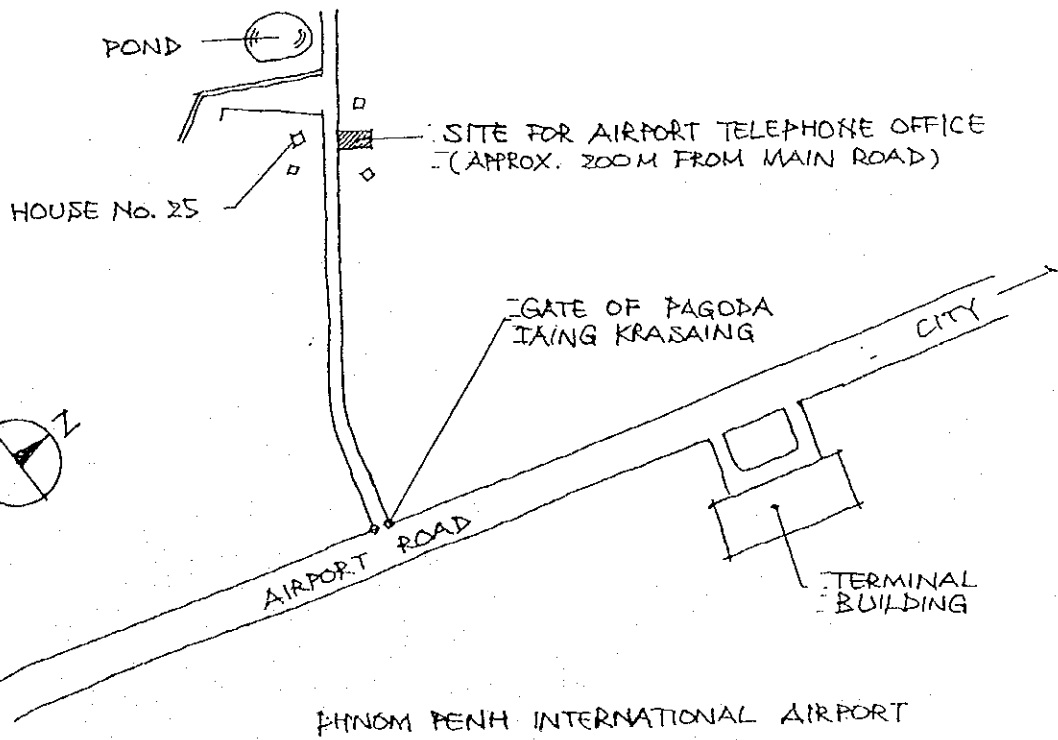 POND
SITE FOR AIRPORT TELEPHONE OFFICE
(APPROX. 200M FROM MAIN ROAD)
HOUSE No. 25
GATE OF PAGODA
TAING KRASAING
CITY
N
AIRPORT ROAD
TERMINAL
BUILDING
PHNOM PENH INTERNATIONAL AIRPORT